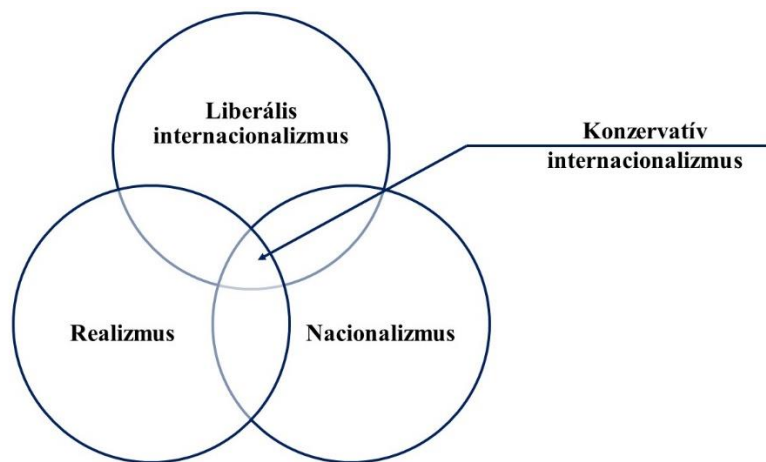 Liberális
internacionalizmus
Konzervatív
internacionalizmus
Realizmus
Nacionalizmus